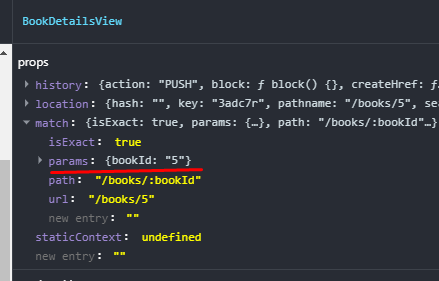 BookDetailsView
props
history: {action: "PUSH", block: ƒ block() {}, createHref: ƒ…
location: {hash: "", key: "3adc7r", pathname: "/books/5", sea
match: {isExact: true, params: {…}, path: "/books/:bookId"…
isExact: true
params: {bookId: "5"}
path: "/books/:bookId"
url: "/books/5"
new entry: ""
staticContext: undefined
new entry: ""